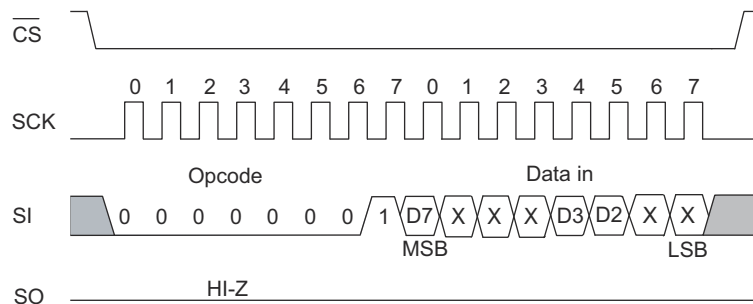 CS
0 1 2 3 4 5 6 7 0 1 2 3 4 5 6 7
SCK
Opcode Data in
SI 0 0 0 0 0 0 0 1 D7 X X X D3 D2 X X
MSB LSB
HI-Z
SO